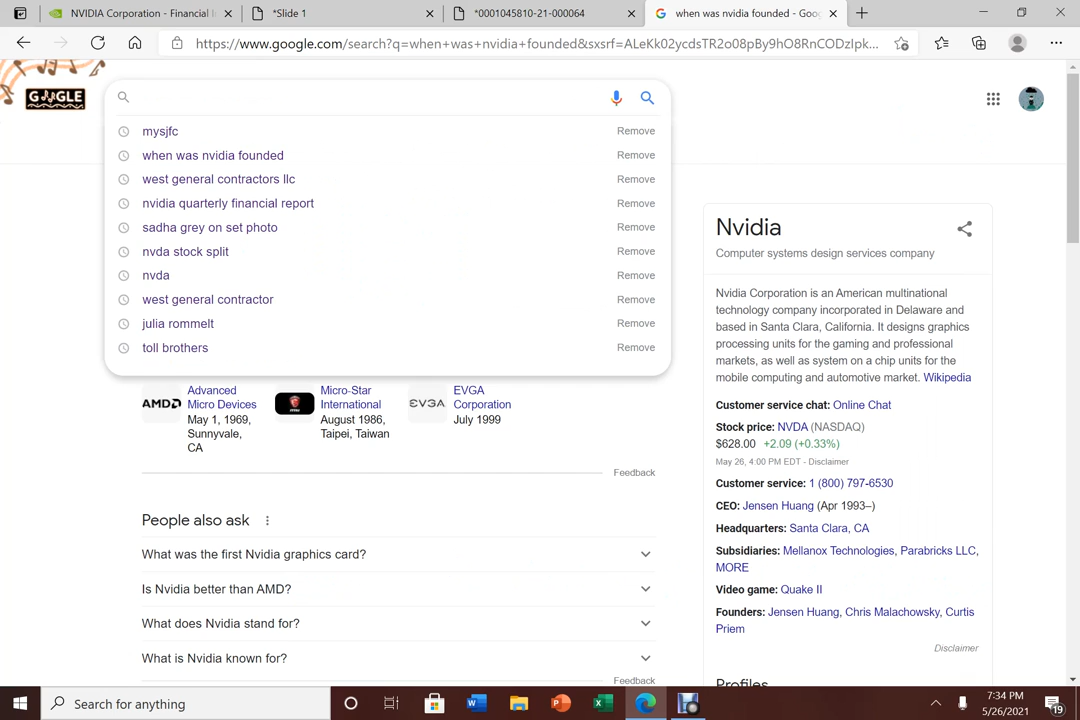 NVIDIA Corporation - Financial I
*Slide 1
*0001045810-21-000064
when was nvidia founded - Goog
https://www.google.com/search?q=when+was+nvidia+founded&sxsrf=ALeKk02ycdsTR2o08pBy9hO8RnCODzIpk...
GOOGLE
mysjfc Remove
when was nvidia founded Remove
west general contractors llc Remove
nvidia quarterly financial report Remove
sadha grey on set photo Remove
nvda stock split Remove
nvda Remove
west general contractor Remove
julia rommelt Remove
toll brothers Remove
AMD
Advanced
Micro Devices
May 1, 1969,
Sunnyvale,
CA
Micro-Star
International
August 1986,
Taipei, Taiwan
EVGA
EVGA
Corporation
July 1999
Feedback
People also ask
What was the first Nvidia graphics card?
Is Nvidia better than AMD?
What does Nvidia stand for?
What is Nvidia known for?
Feedback
Nvidia
Computer systems design services company
Nvidia Corporation is an American multinational
technology company incorporated in Delaware and
based in Santa Clara, California. It designs graphics
processing units for the gaming and professional
markets, as well as system on a chip units for the
mobile computing and automotive market. Wikipedia
Customer service chat: Online Chat
Stock price: NVDA (NASDAQ)
$628.00 +2.09 (+0.33%)
May 26, 4:00 PM EDT - Disclaimer
Customer service: 1 (800) 797-6530
CEO: Jensen Huang (Apr 1993–)
Headquarters: Santa Clara, CA
Subsidiaries: Mellanox Technologies, Parabricks LLC,
MORE
Video game: Quake II
Founders: Jensen Huang, Chris Malachowsky, Curtis
Priem
Disclaimer
Profiles
Search for anything
7:34 PM
5/26/2021
19